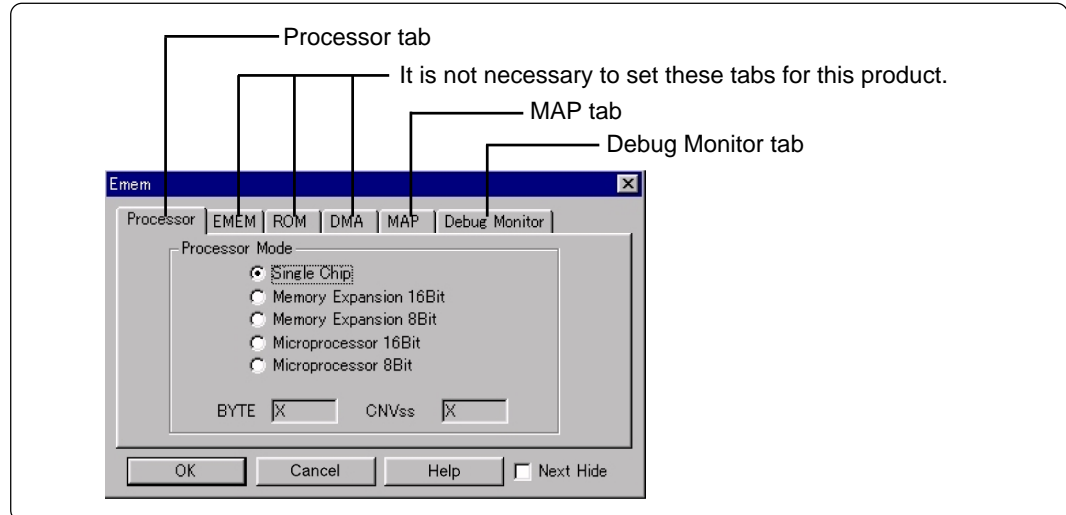 Processor tab
It is not necessary to set these tabs for this product.
MAP tab
Debug Monitor tab
Emem
Processor EMEM ROM DMA MAP Debug Monitor
Processor Mode
Single Chip
Memory Expansion 16Bit
Memory Expansion 8Bit
Microprocessor 16Bit
Microprocessor 8Bit
BYTE X CNVss X
OK Cancel Help Next Hide